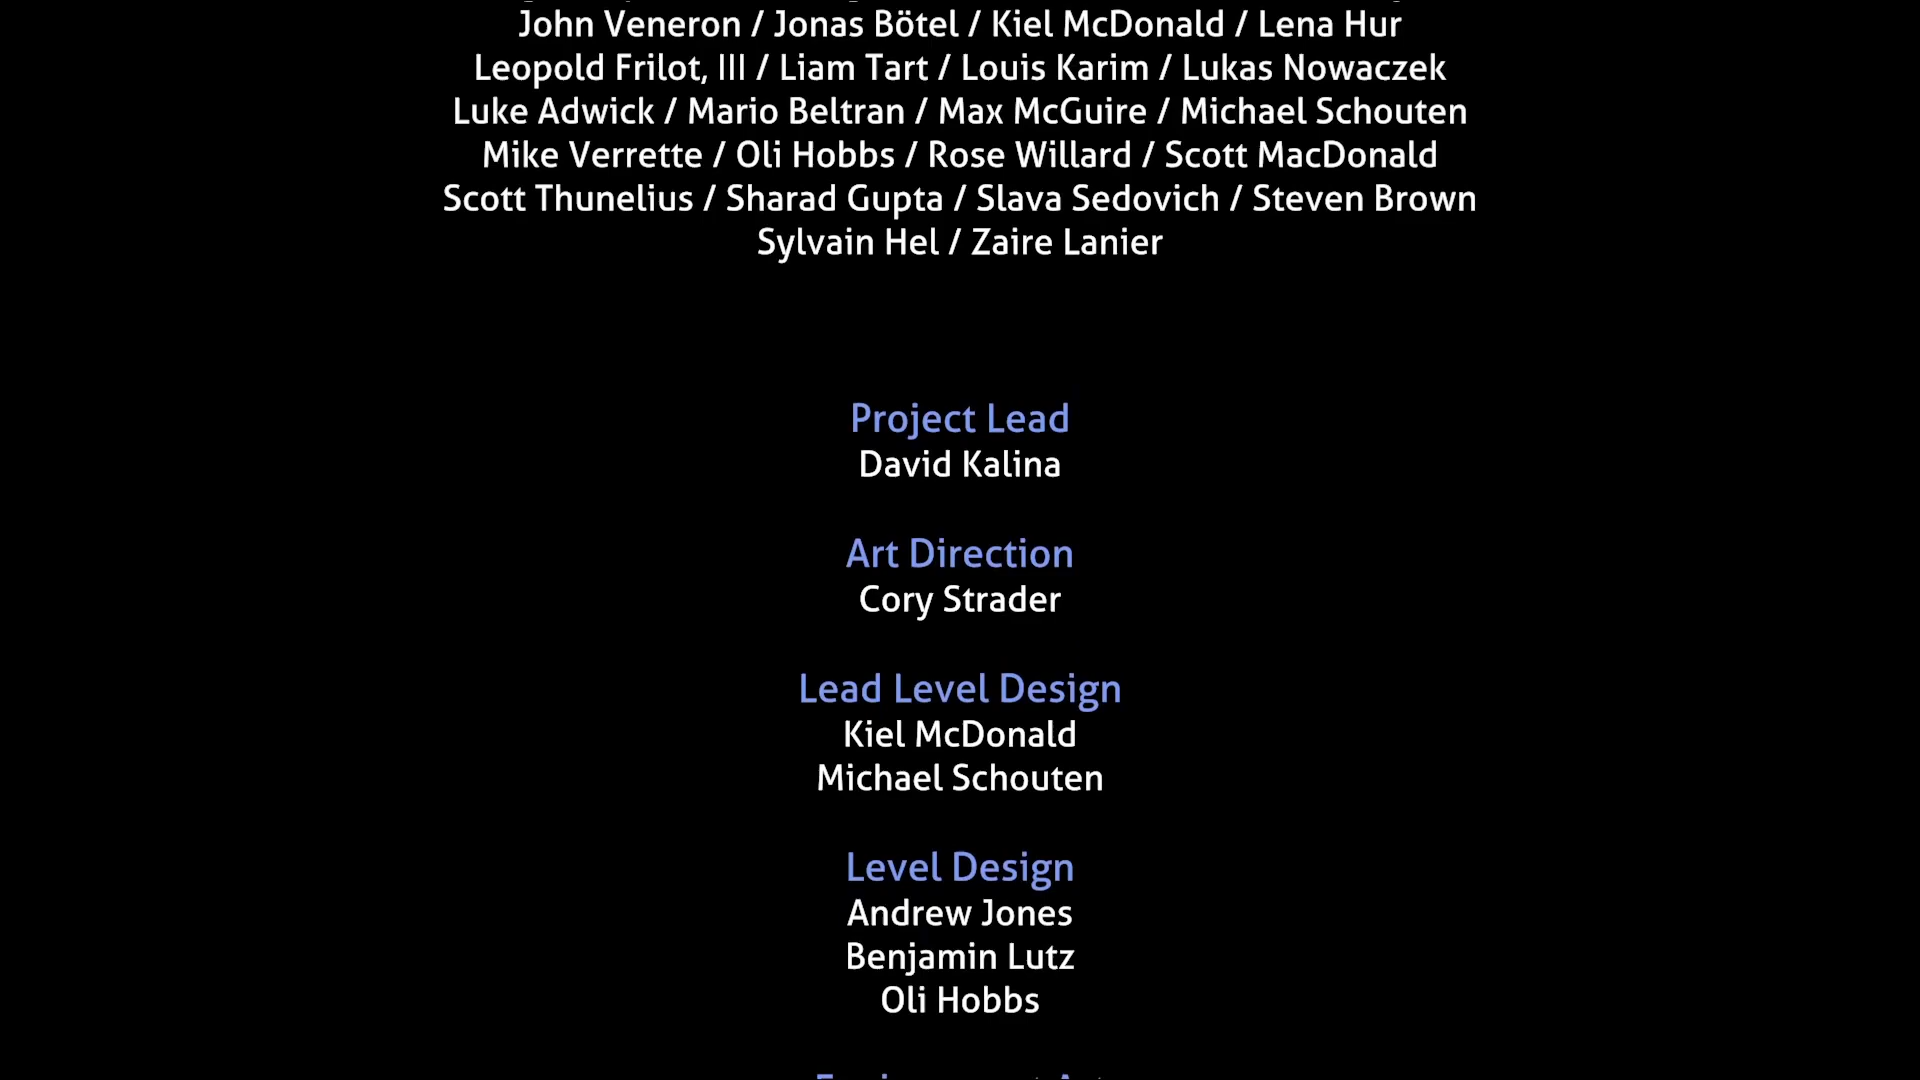 John Veneron / Jonas Bötel / Kiel McDonald / Lena Hur
Leopold Frilot, III / Liam Tart / Louis Karim / Lukas Nowaczek
Luke Adwick / Mario Beltran / Max McGuire / Michael Schouten
Mike Verrette / Oli Hobbs / Rose Willard / Scott MacDonald
Scott Thunelius / Sharad Gupta / Slava Sedovich / Steven Brown
Sylvain Hel / Zaire Lanier
Project Lead
David Kalina
Art Direction
Cory Strader
Lead Level Design
Kiel McDonald
Michael Schouten
Level Design
Andrew Jones
Benjamin Lutz
Oli Hobbs